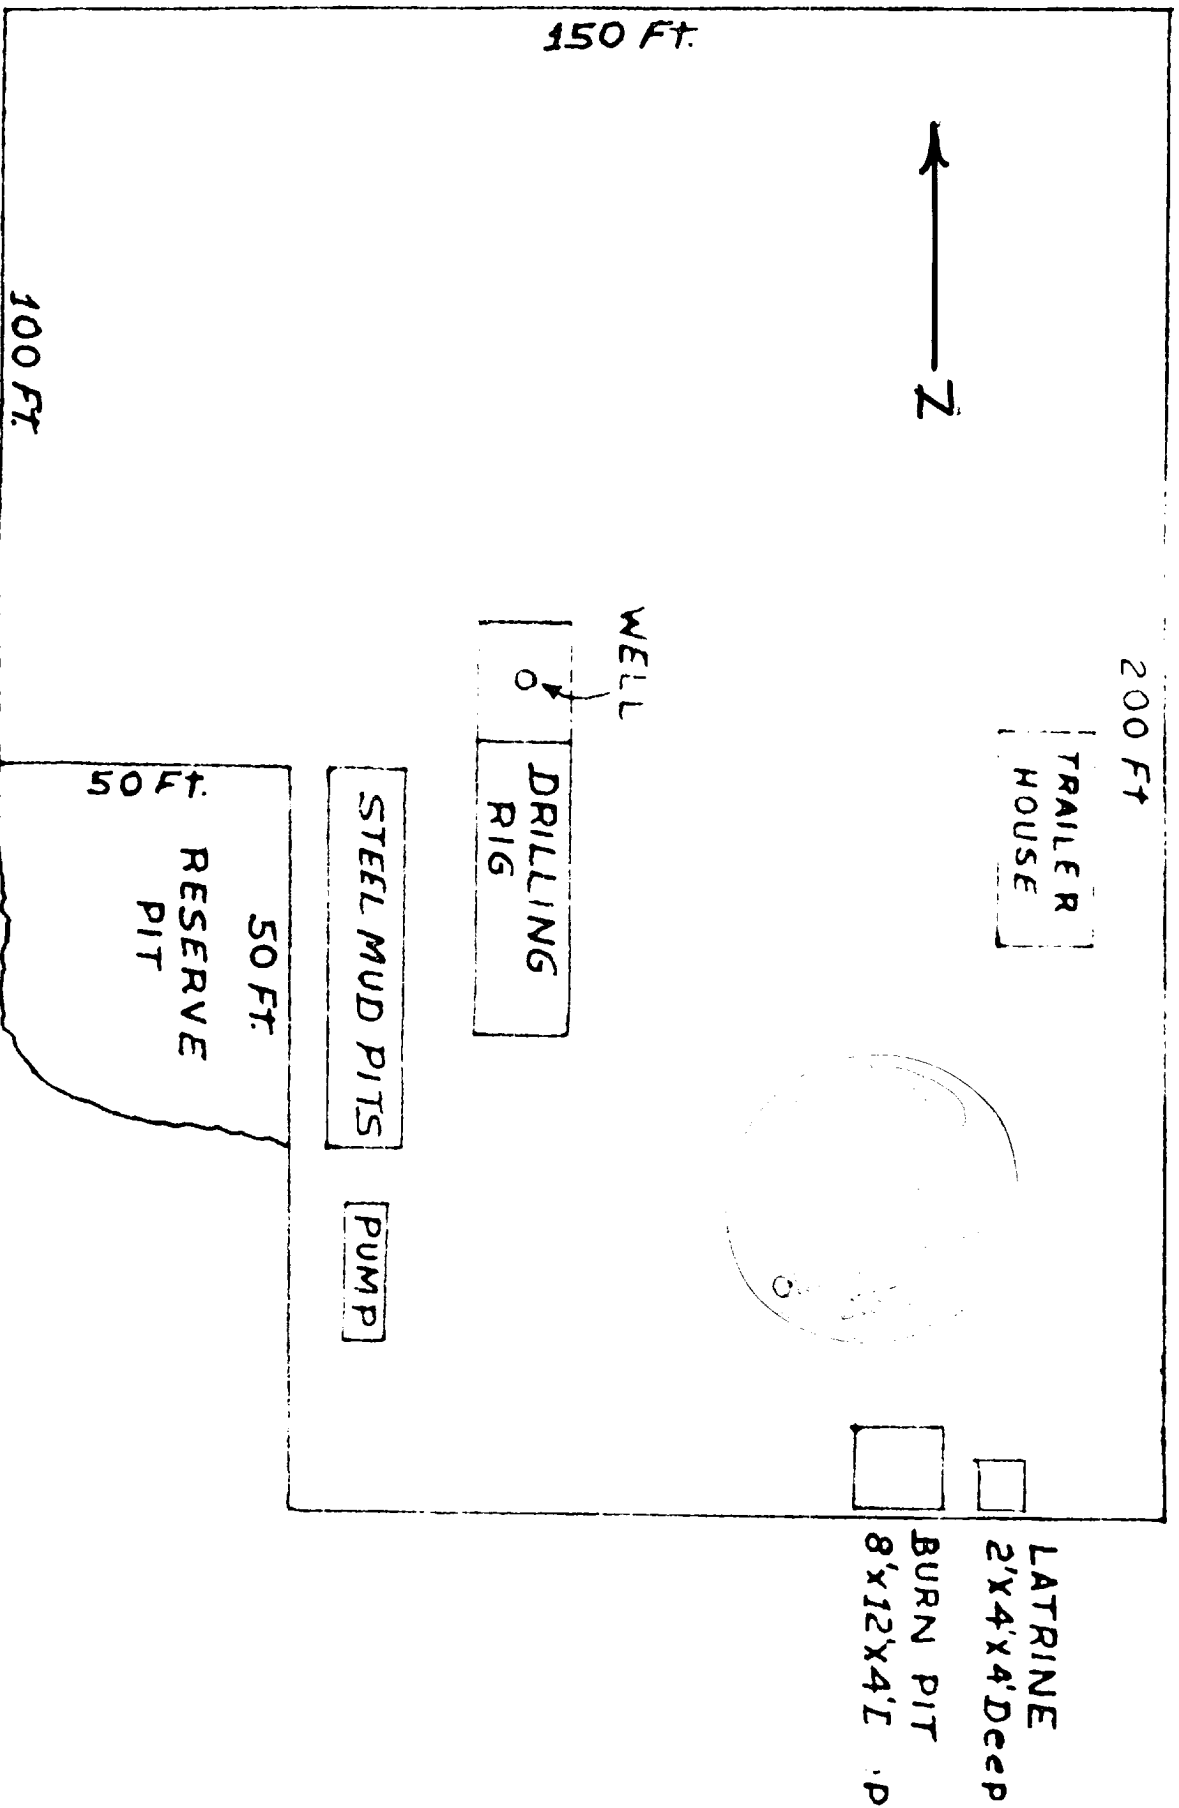 150 Ft.
N
200 Ft
TRAILER
HOUSE
WELL
DRILLING
RIG
STEEL MUD PITS
PUMP
100 Ft.
50 Ft.
50 Ft.
RESERVE
PIT
LATRINE
2'x4'x4' Deep
BURN PIT
8'x12'x4'